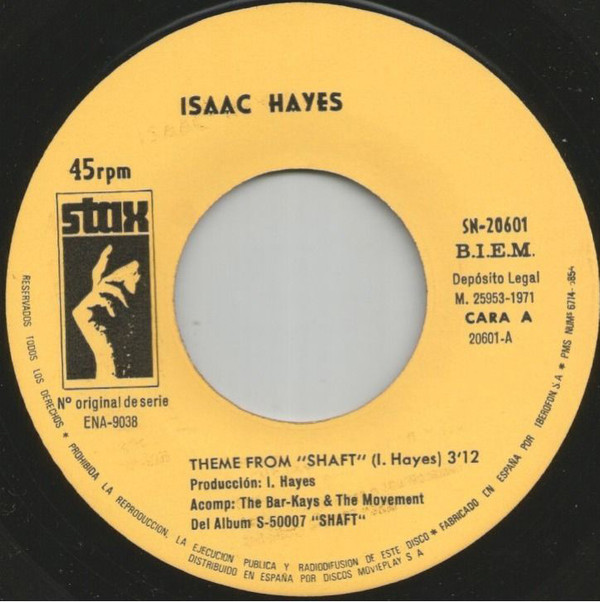 ISAAC HAYES
45rpm
stax
SN-20601
B.I.E.M.
Depósito Legal
M. 25953-1971
CARA A
20601-A
Nº original de serie
ENA-9038
THEME FROM "SHAFT" (I. Hayes) 3'12
Producción: I. Hayes
Acomp: The Bar-Kays & The Movement
Del Album S-50007 "SHAFT"
RESERVADOS TODOS LOS DERECHOS * PROHIBIDA LA REPRODUCCION, LA EJECUCION PUBLICA Y RADIODIFUSION DE ESTE DISCO * FABRICADO EN ESPAÑA POR IBEROFON S.A. * PMS NUMS
DISTRIBUIDO EN ESPAÑA POR DISCOS MOVIEPLAY S A